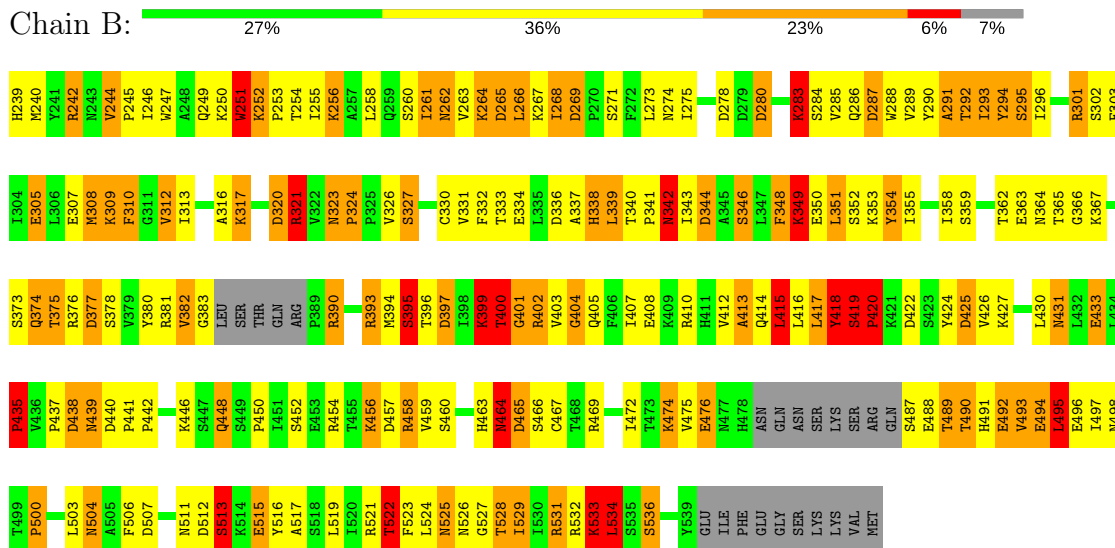 Chain B:
27% 36% 23% 6% 7%
H239 M240 Y241 R242 N243 V244 P245 I246 W247 A248 Q249 K250 W251 K252 P253 T254 I255 K256 A257 L258 Q259 S260 I261 N262 V263 K264 D265 L266 K267 I268 D269 P270 S271 F272 L273 N274 I275 D278 D279 D280 K283 S284 V285 Q286 D287 W288 V289 Y290 A291 T292 I293 Y294 S295 I296 R301 S302
I304 E305 L306 E307 M308 K309 F310 G311 V312 I313 A316 K317 D320 R321 V322 N323 P324 P325 V326 S327 C330 V331 F332 T333 E334 L335 D336 A337 H338 L339 T340 P341 N342 I343 D344 A345 S346 L347 F348 K349 E350 L351 S352 K353 Y354 I355 I358 S359 T362 E363 N364 T365 G366 K367
S373 Q374 T375 R376 D377 S378 V379 Y380 R381 V382 G383 LEU SER THR GLN ARG P389 R390 R393 M394 S395 T396 D397 I398 K399 T400 G401 R402 V403 G404 Q405 F406 I407 E408 K409 R410 H411 V412 A413 Q414 L415 L416 L417 Y418 S419 P420 K421 D422 S423 Y424 D425 V426 K427 L430 N431 L432 E433
P435 V436 P437 D438 N439 D440 P441 P442 K446 S447 Q448 S449 P450 I451 S452 E453 R454 T455 K456 D457 R458 V459 S460 H463 N464 D465 S466 C467 T468 R469 I472 T473 K474 V475 E476 N477 H478 ASN GLN ASN SER LYS SER ARG GLN S487 E488 T489 T490 H491 E492 V493 E494 L495 E496 I497
T499 P500 L503 N504 A505 F506 D507 N511 D512 S513 K514 E515 Y516 A517 S518 L519 I520 R521 T522 F523 L524 N525 N526 G527 T528 I529 I530 R531 R532 K533 L534 S535 S536 Y539 GLU ILE PHE GLU GLY SER LYS LYS VAL MET